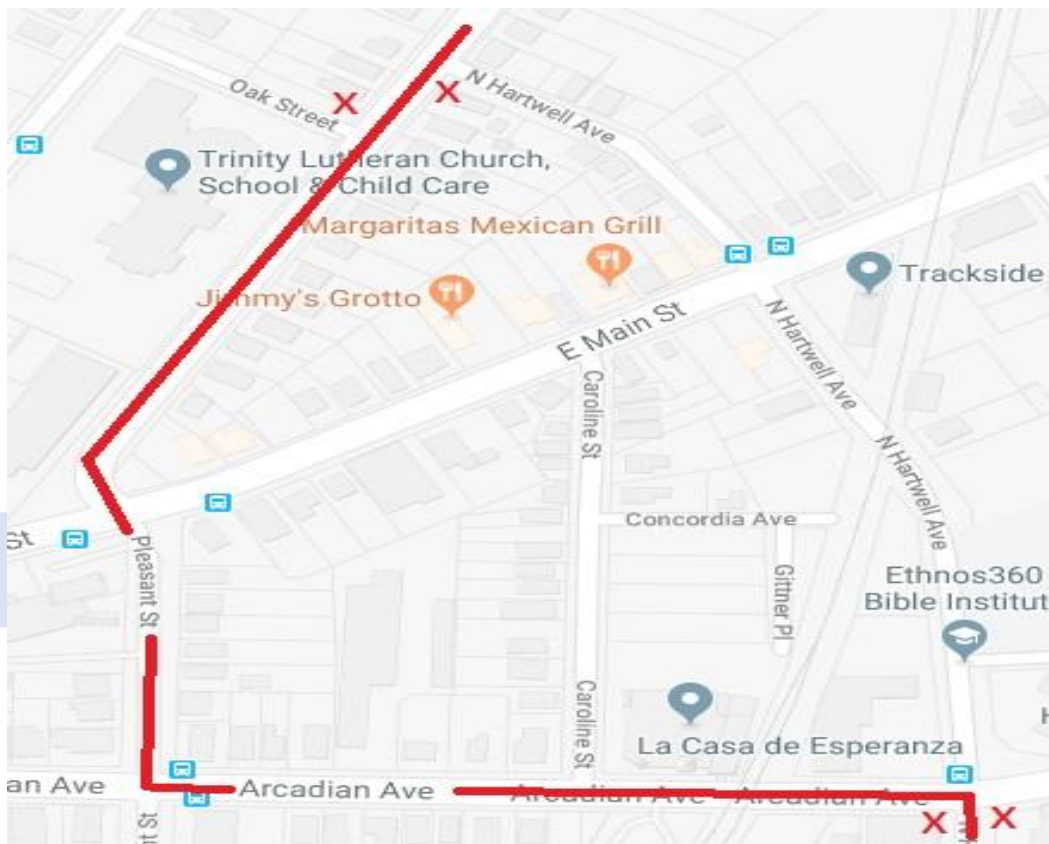 Oak Street
N Hartwell Ave
Trinity Lutheran Church,
School & Child Care
Margaritas Mexican Grill
Jimmy's Grotto
Trackside
E Main St
N Hartwell Ave
Caroline St
N Hartwell Ave
Concordia Ave
St
Pleasant St
Gittner Pl
Ethnos360
Bible Institut
Caroline St
La Casa de Esperanza
an Ave
Arcadian Ave
Arcadian Ave
Arcadian Ave
X
X
X
X